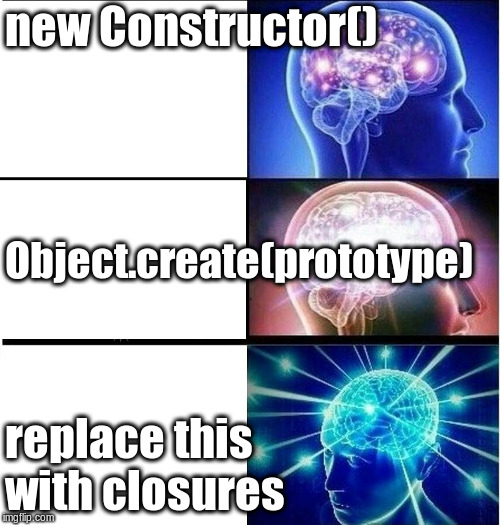 new Constructor()
Object.create(prototype)
replace this
with closures
imgflip.com